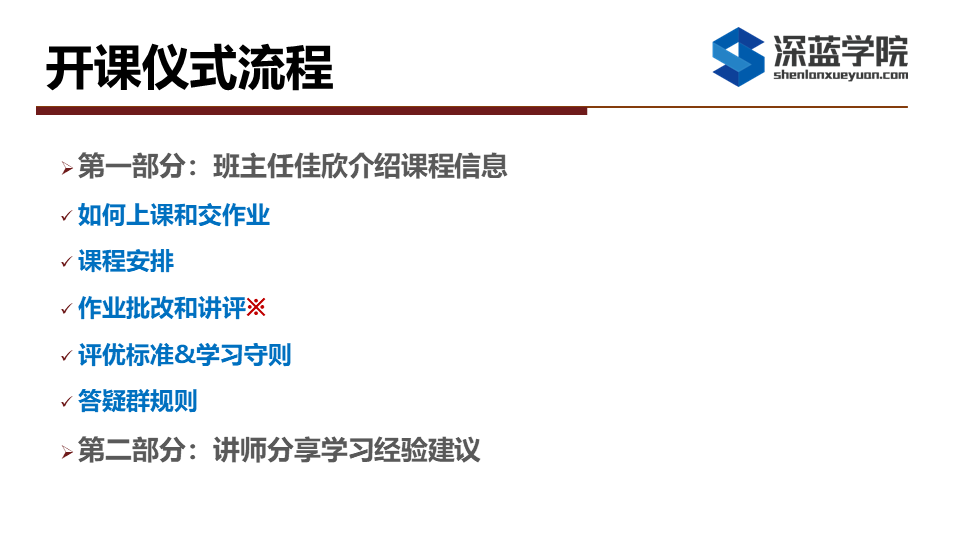 开课仪式流程
深蓝学院
shenlanxueyuan.com
第一部分：班主任佳欣介绍课程信息
如何上课和交作业
课程安排
作业批改和讲评※
评优标准&学习守则
答疑群规则
第二部分：讲师分享学习经验建议